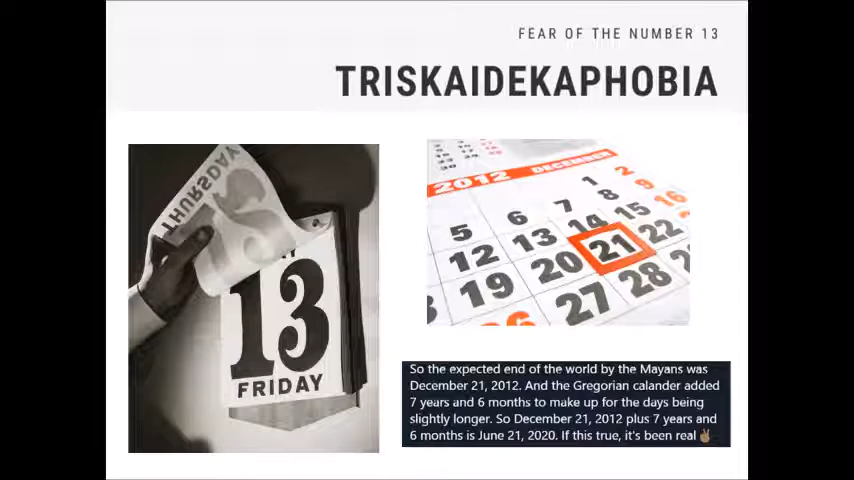 FEAR OF THE NUMBER 13
TRISKAIDEKAPHOBIA
THURSDAY
12
13
FRIDAY
2012 DECEMBER
1 2
5 6 7 8 9
12 13 14 15 16
19 20 21 22
26 27 28
So the expected end of the world by the Mayans was
December 21, 2012. And the Gregorian calander added
7 years and 6 months to make up for the days being
slightly longer. So December 21, 2012 plus 7 years and
6 months is June 21, 2020. If this true, it's been real ✌🏽